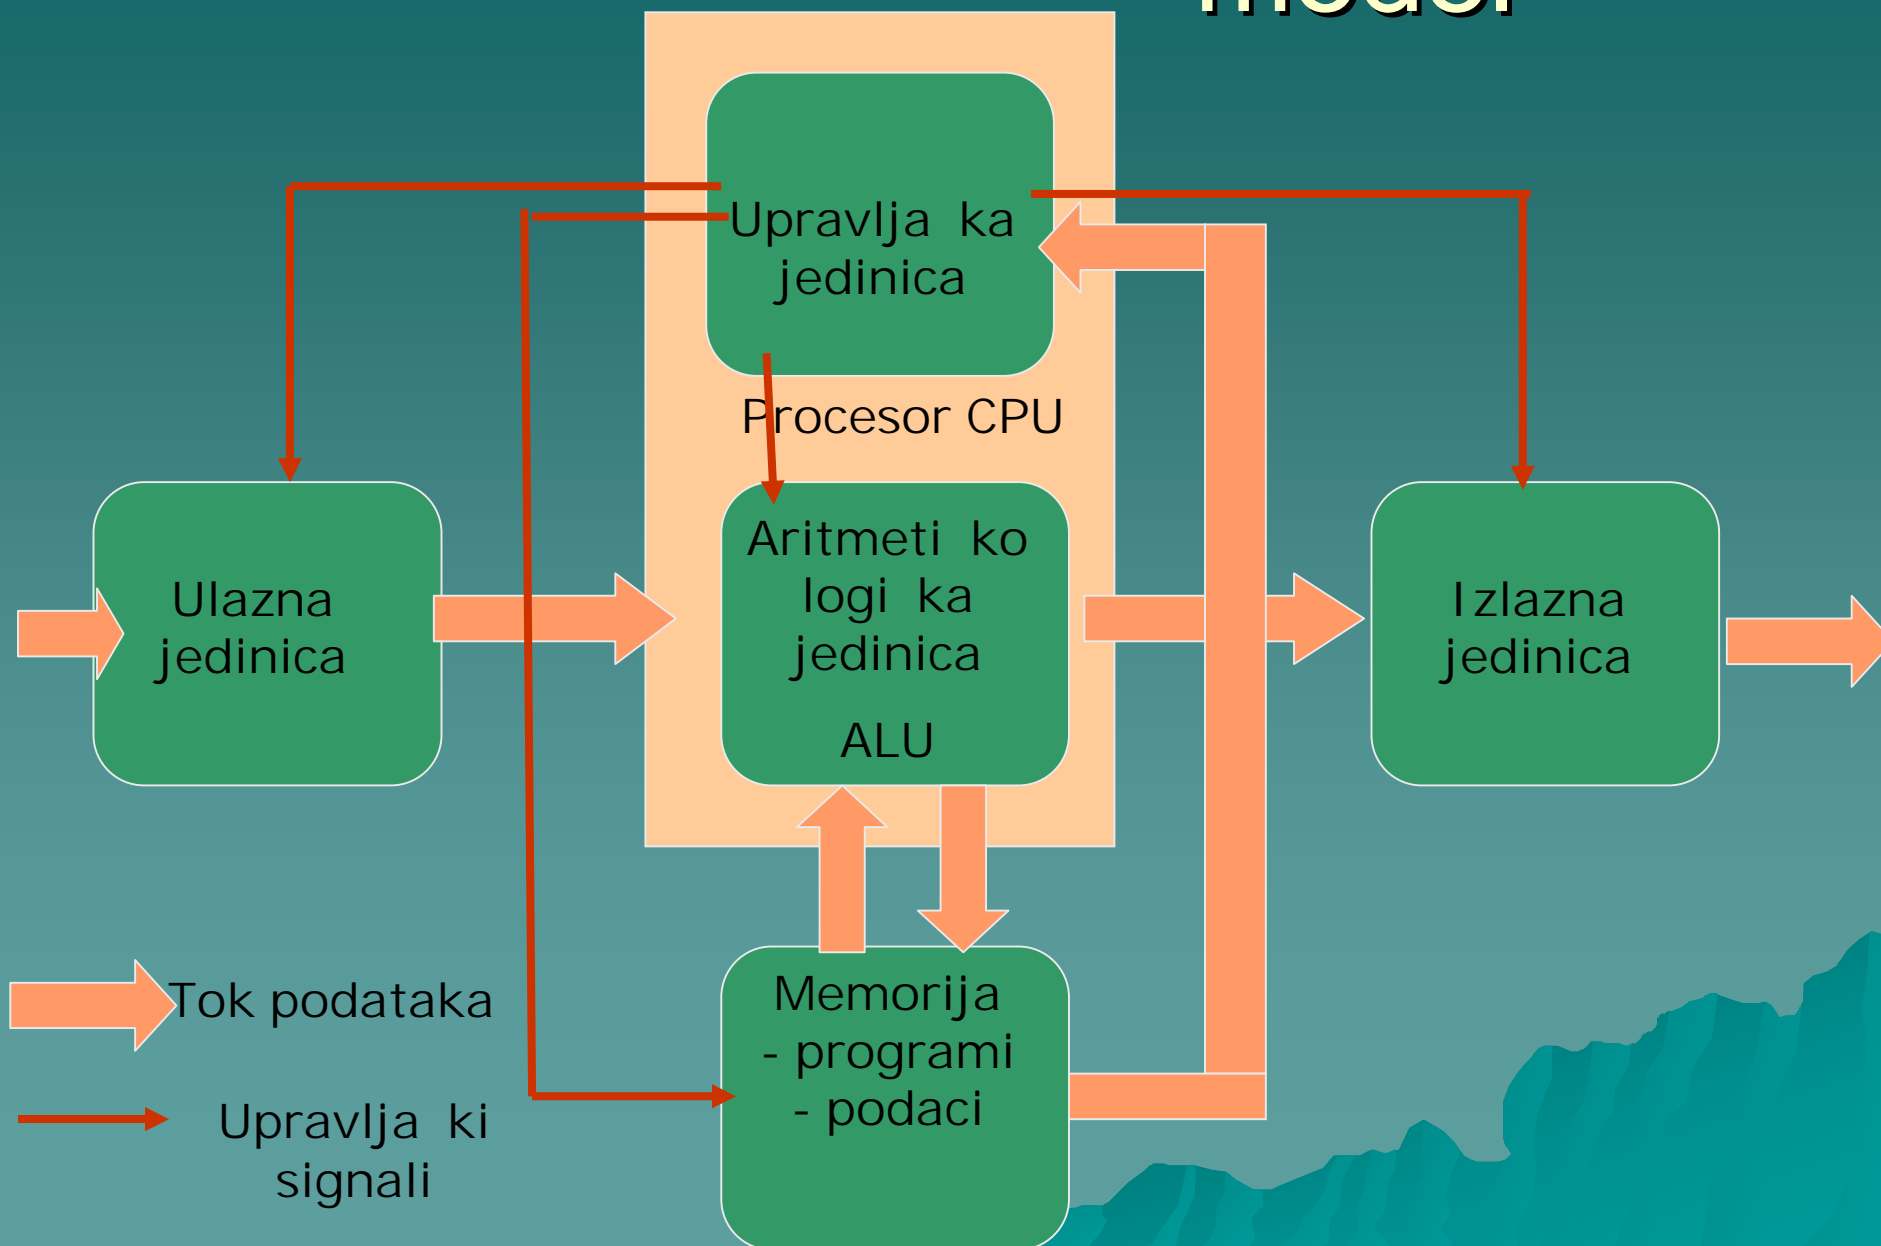 model
Upravlja ka
jedinica
Procesor CPU
Aritmeti ko
logi ka
jedinica
ALU
Ulazna
jedinica
Izlazna
jedinica
Memorija
- programi
- podaci
Tok podataka
Upravlja ki
signali